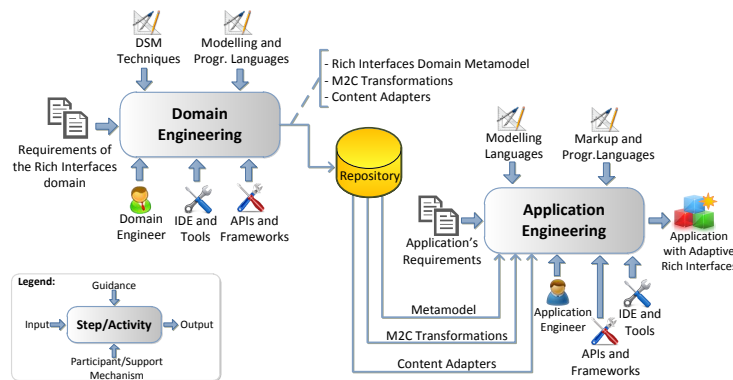 DSM
Techniques
Modelling and
Progr. Languages
- Rich Interfaces Domain Metamodel
- M2C Transformations
- Content Adapters
Domain
Engineering
Requirements of
the Rich Interfaces
domain
Domain
Engineer
IDE and
Tools
APIs and
Frameworks
Repository
Modelling
Languages
Markup and
Progr.Languages
Application's
Requirements
Application
Engineering
Application
with Adaptive
Rich Interfaces
Metamodel
M2C Transformations
Content Adapters
Application
Engineer
APIs and
Frameworks
IDE and
Tools
Legend:
Guidance
Input
Step/Activity
Output
Participant/Support
Mechanism